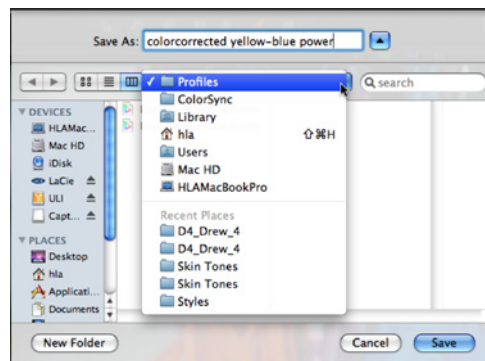 Save As: colorcorrected yellow-blue power
Profiles
search
ColorSync
Library
hla ⇧⌘H
Users
Mac HD
HLAMacBookPro
Recent Places
D4_Drew_4
D4_Drew_4
Skin Tones
Skin Tones
Styles
DEVICES
HLAMac...
Mac HD
iDisk
LaCie
ULI
Capt...
PLACES
Desktop
hla
Applicati...
Documents
New Folder
Cancel
Save